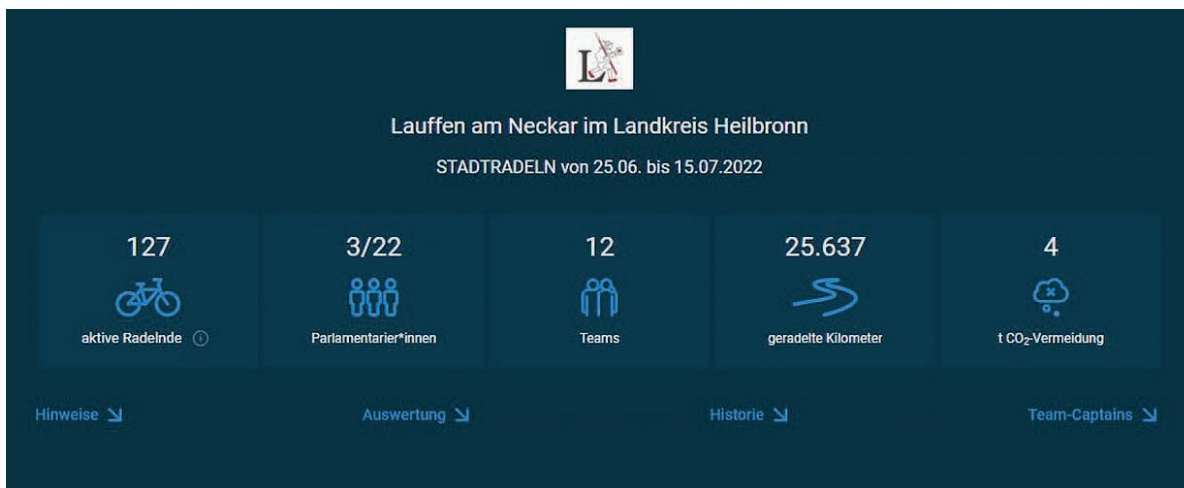 L
Lauffen am Neckar im Landkreis Heilbronn
STADTRADELN von 25.06. bis 15.07.2022
127
3/22
12
25.637
4
aktive Radelnde
Parlamentarier*innen
Teams
geradelte Kilometer
t CO₂-Vermeidung
Hinweise
Auswertung
Historie
Team-Captains